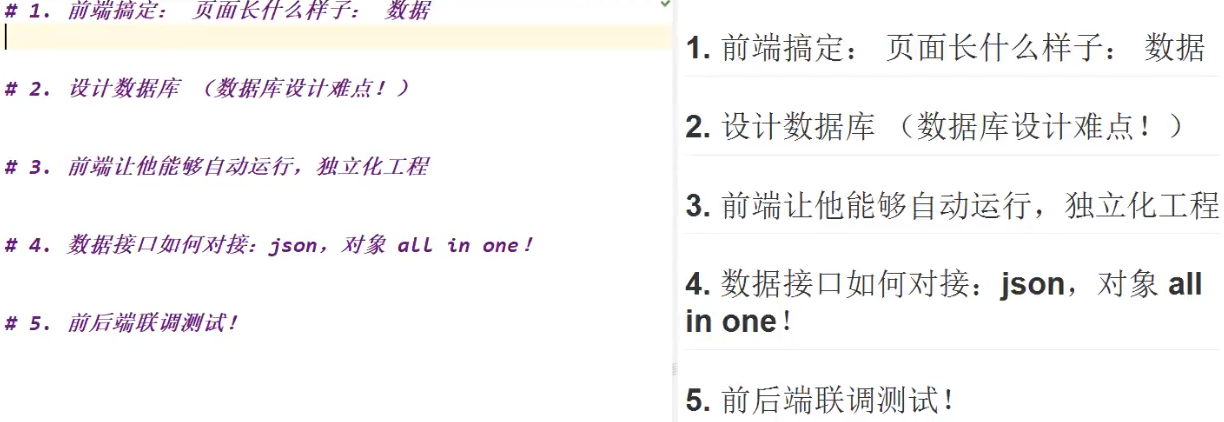 # 1. 前端搞定： 页面长什么样子： 数据
# 2. 设计数据库 （数据库设计难点！）
# 3. 前端让他能够自动运行，独立化工程
# 4. 数据接口如何对接：json，对象 all in one！
# 5. 前后端联调测试！
1. 前端搞定： 页面长什么样子： 数据
2. 设计数据库 （数据库设计难点！）
3. 前端让他能够自动运行，独立化工程
4. 数据接口如何对接：json，对象 all
in one！
5. 前后端联调测试！